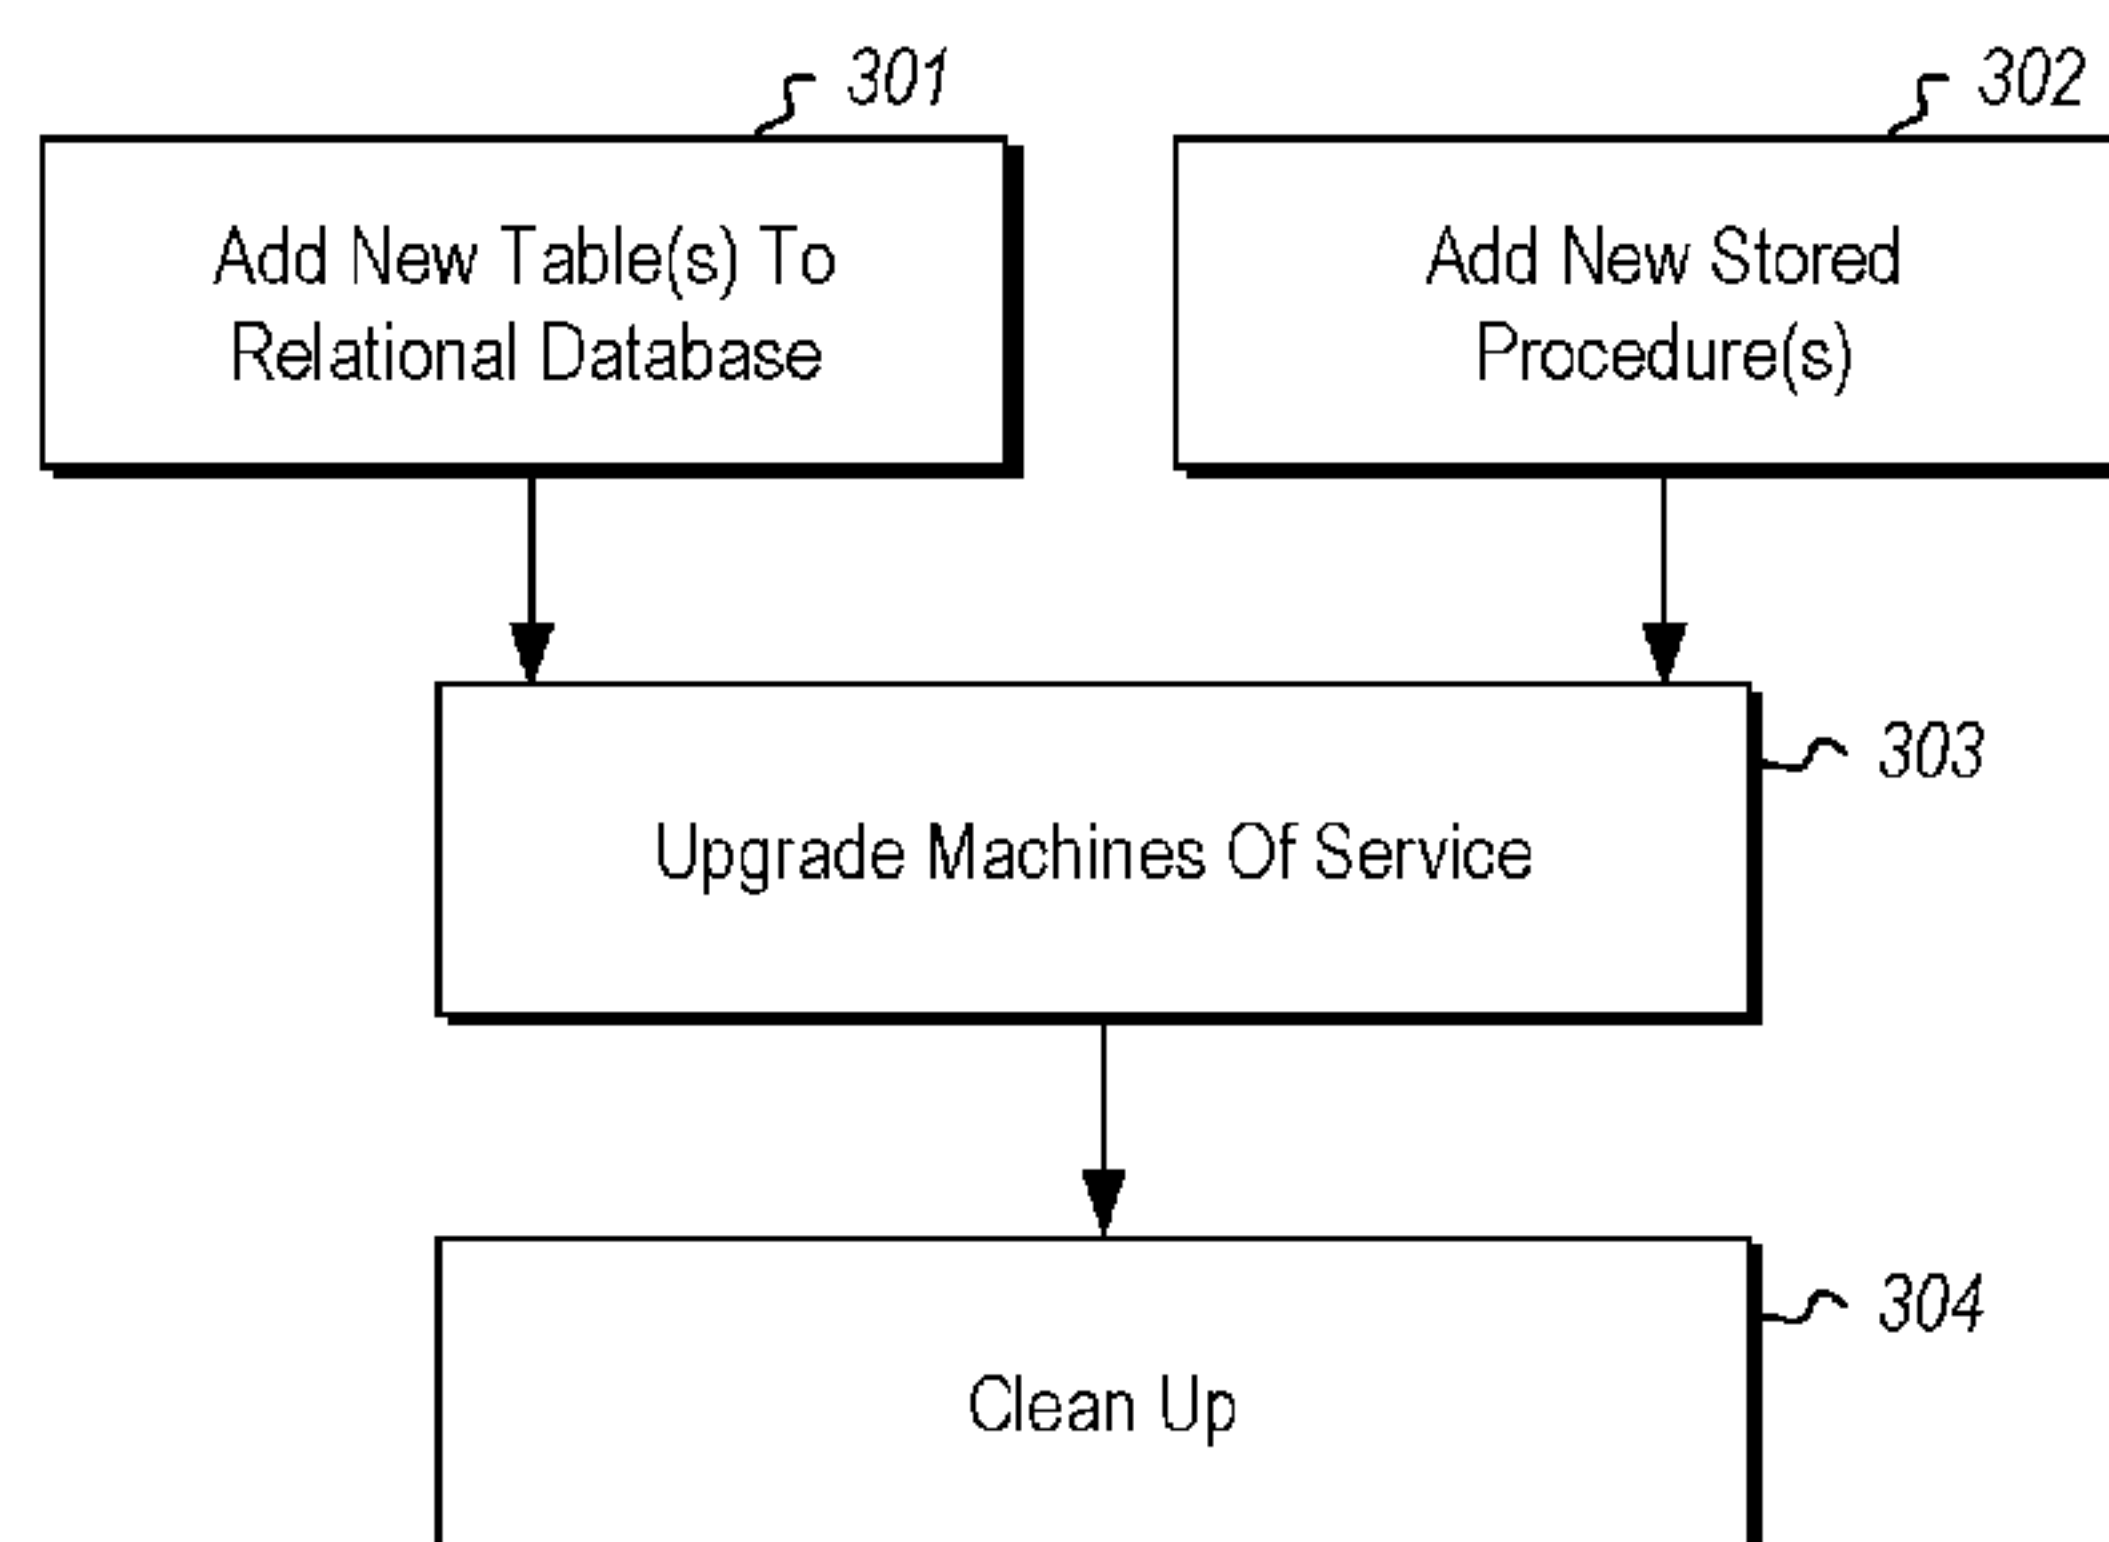 301
302
Add New Table(s) To
Relational Database
Add New Stored
Procedure(s)
303
Upgrade Machines Of Service
304
Clean Up